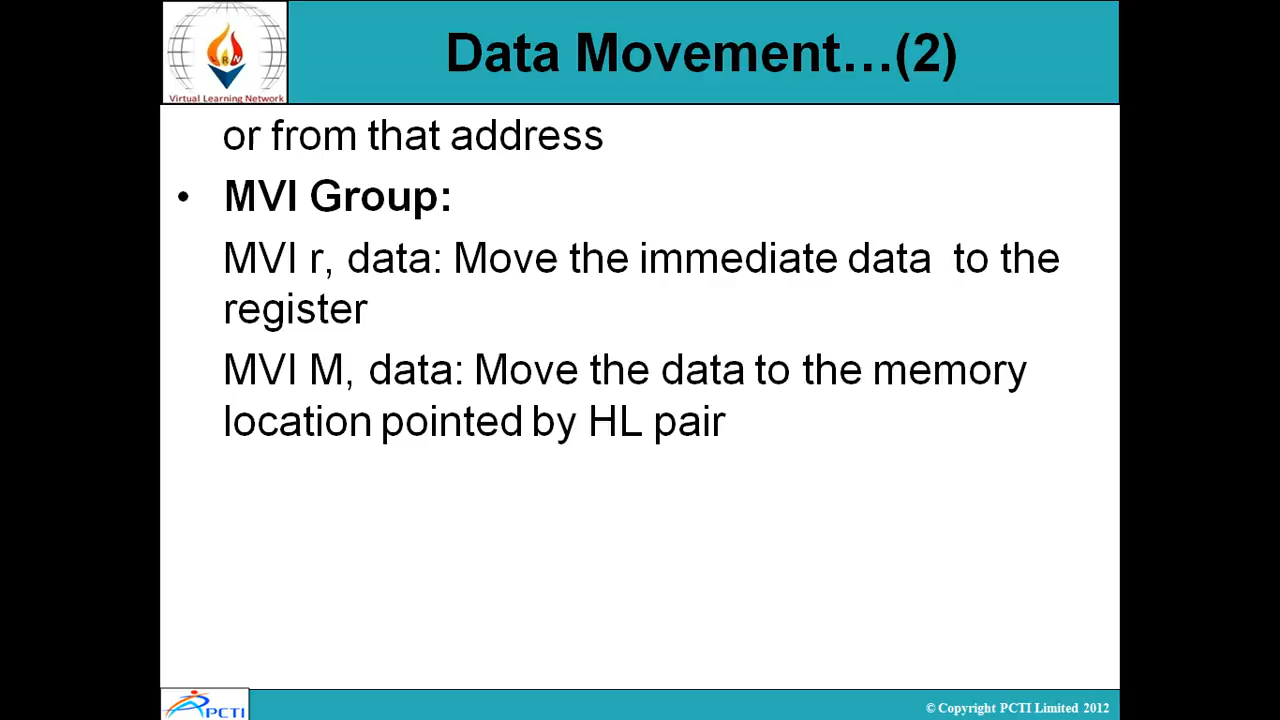 Data Movement…(2)
Virtual Learning Network
or from that address
• MVI Group:
MVI r, data: Move the immediate data to the
register
MVI M, data: Move the data to the memory
location pointed by HL pair
PCTI
© Copyright PCTI Limited 2012